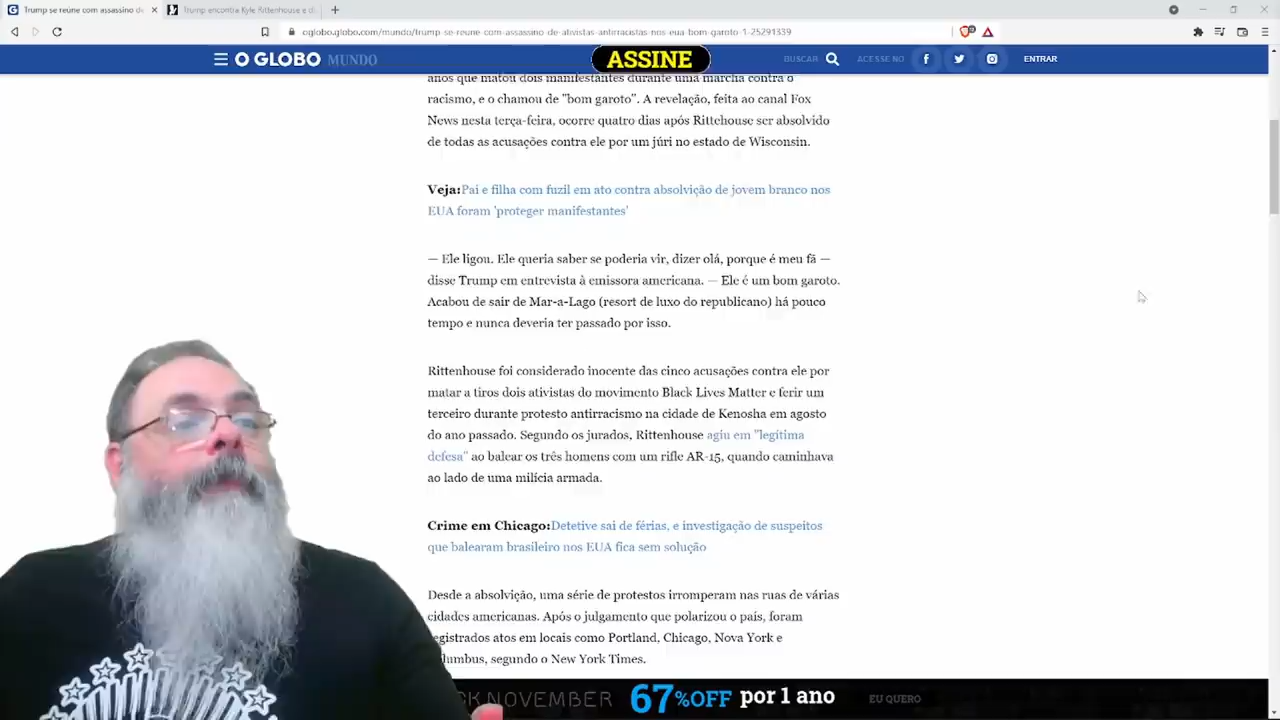 Trump se reúne com assassino de
Trump encontra Kyle Rittenhouse e d
oglobo.globo.com/mundo/trump-se-reune-com-assassino-de-ativistas-antirracistas-nos-eua-bom-garoto-1-25291339
O GLOBO MUNDO
ASSINE
BUSCAR
ACESSE NO
ENTRAR
anos que matou dois manifestantes durante uma marcha contra o
racismo, e o chamou de "bom garoto". A revelação, feita ao canal Fox
News nesta terça-feira, ocorre quatro dias após Rittehouse ser absolvido
de todas as acusações contra ele por um júri no estado de Wisconsin.
Veja:Pai e filha com fuzil em ato contra absolvição de jovem branco nos
EUA foram 'proteger manifestantes'
— Ele ligou. Ele queria saber se poderia vir, dizer olá, porque é meu fã —
disse Trump em entrevista à emissora americana. — Ele é um bom garoto.
Acabou de sair de Mar-a-Lago (resort de luxo do republicano) há pouco
tempo e nunca deveria ter passado por isso.
Rittenhouse foi considerado inocente das cinco acusações contra ele por
matar a tiros dois ativistas do movimento Black Lives Matter e ferir um
terceiro durante protesto antirracismo na cidade de Kenosha em agosto
do ano passado. Segundo os jurados, Rittenhouse agiu em "legítima
defesa" ao balear os três homens com um rifle AR-15, quando caminhava
ao lado de uma milícia armada.
Crime em Chicago:Detetive sai de férias, e investigação de suspeitos
que balearam brasileiro nos EUA fica sem solução
Desde a absolvição, uma série de protestos irromperam nas ruas de várias
cidades americanas. Após o julgamento que polarizou o país, foram
egistrados atos em locais como Portland, Chicago, Nova York e
lumbus, segundo o New York Times.
CK NOVEMBER 67%OFF por 1 ano EU QUERO